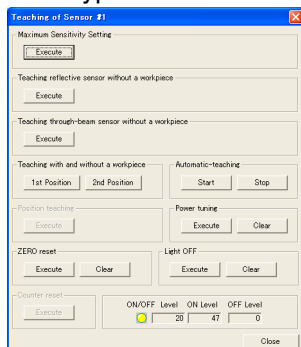 Teaching of Sensor #1
Maximum Sensitivity Setting
Execute
Teaching reflective sensor without a workpiece
Execute
Teaching through-beam sensor without a workpiece
Execute
Teaching with and without a workpiece
1st Position 2nd Position
Automatic-teaching
Start Stop
Position teaching
Execute
Power tuning
Execute Clear
ZERO reset
Execute Clear
Light OFF
Execute Clear
Counter reset
Execute
ON/OFF Level ON Level OFF Level
20 47 0
Close